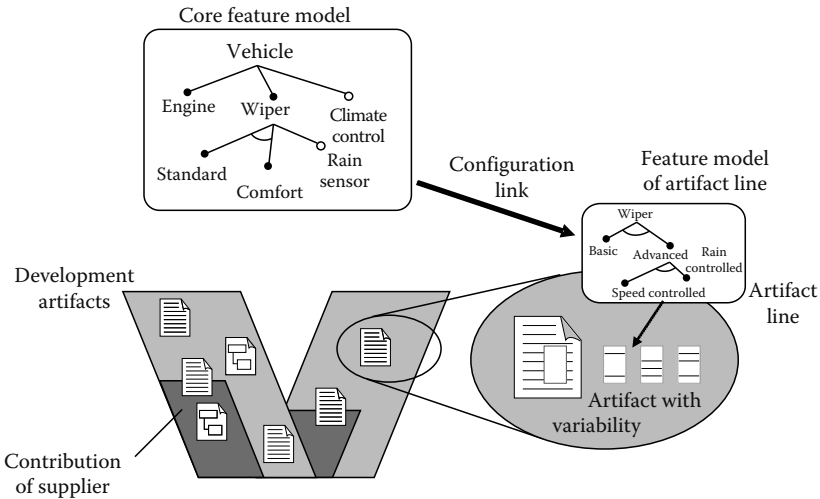 Core feature model
Vehicle
Engine
Wiper
Climate
control
Standard
Comfort
Rain
sensor
Configuration
link
Feature model
of artifact line
Wiper
Basic
Advanced
Rain
controlled
Speed controlled
Development
artifacts
Artifact
line
Artifact with
variability
Contribution
of supplier